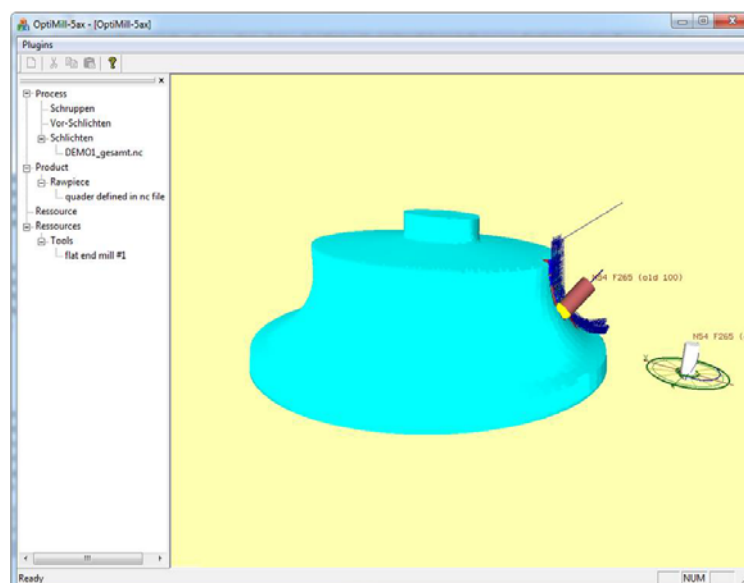 OptiMill-5ax - [OptiMill-5ax]
Plugins
Process
Schruppen
Vor-Schlichten
Schlichten
DEMO1_gesamt.nc
Product
Rawpiece
quader defined in nc file
Ressource
Ressources
Tools
flat end mill #1
N54 F265 (old 100)
N54 F265 (
Ready
NUM